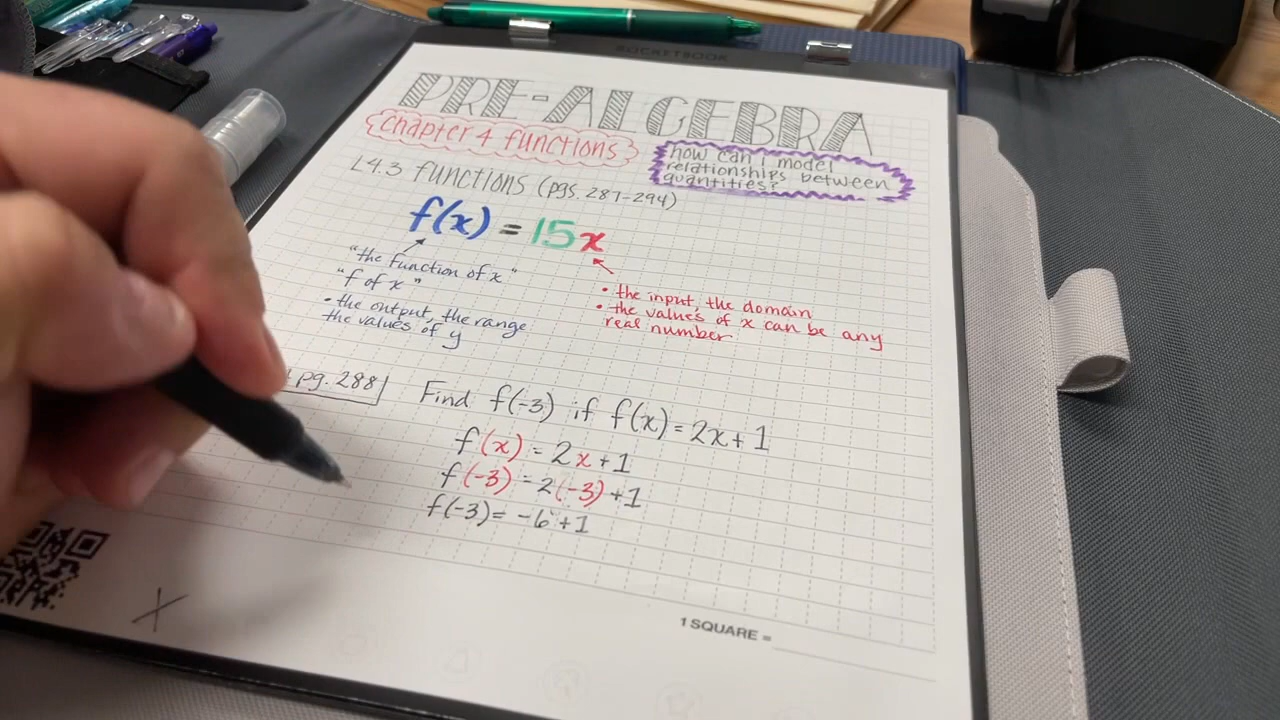 ROCKETBOOK
PRE-ALGEBRA
Chapter 4 functions
how can I model
relationships between
quantities?
L4.3 functions (pgs. 287-294)
f(x) = 15x
"the function of x"
"f of x"
• the output, the range
the values of y
• the input, the domain
• the values of x can be any
real number
pg. 288
Find f(-3) if f(x) = 2x + 1
f(x) = 2x + 1
f(-3) = 2(-3) + 1
f(-3) = -6 + 1
1 SQUARE =